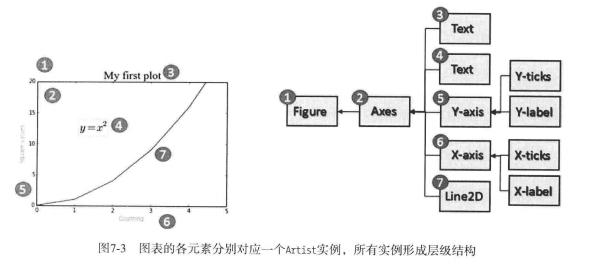 1
My first plot 3
20
2
15
y=x² 4
10
7
5
5
0
0 1 2 3 4 5
Counting
6
3 Text
4 Text
1 Figure
2 Axes
5 Y-axis
6 X-axis
7 Line2D
Y-ticks
Y-label
X-ticks
X-label
图7-3 图表的各元素分别对应一个Artist实例，所有实例形成层级结构